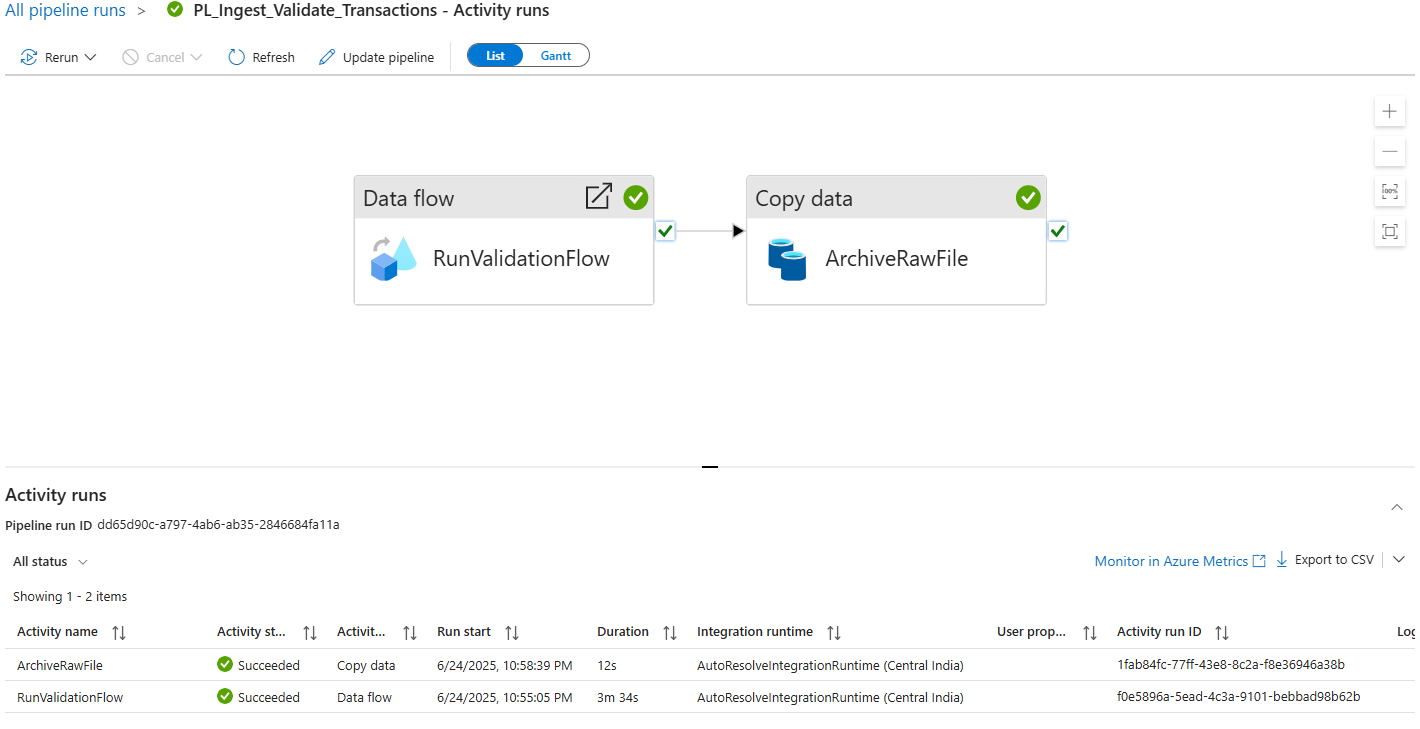 All pipeline runs > PL_Ingest_Validate_Transactions - Activity runs
Rerun Cancel Refresh Update pipeline List Gantt
Data flow
RunValidationFlow
Copy data
ArchiveRawFile
100%
Activity runs
Pipeline run ID dd65d90c-a797-4ab6-ab35-2846684fa11a
All status
Monitor in Azure Metrics Export to CSV
Showing 1 - 2 items
Activity name Activity st... Activit... Run start Duration Integration runtime User prop... Activity run ID Log
ArchiveRawFile Succeeded Copy data 6/24/2025, 10:58:39 PM 12s AutoResolveIntegrationRuntime (Central India) 1fab84fc-77ff-43e8-8c2a-f8e36946a38b
RunValidationFlow Succeeded Data flow 6/24/2025, 10:55:05 PM 3m 34s AutoResolveIntegrationRuntime (Central India) f0e5896a-5ead-4c3a-9101-bebbad98b62b